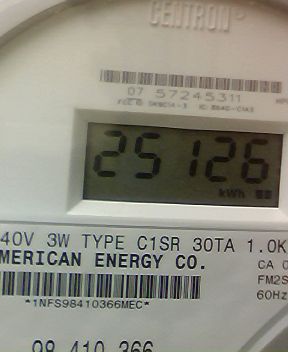 CENTRON®
07 57245311
25126
kWh
40V 3W TYPE C1SR 30TA 1.0K
MERICAN ENERGY CO.
CA 0
FM2S
60Hz
*1NFS98410366MEC*
98 410 366